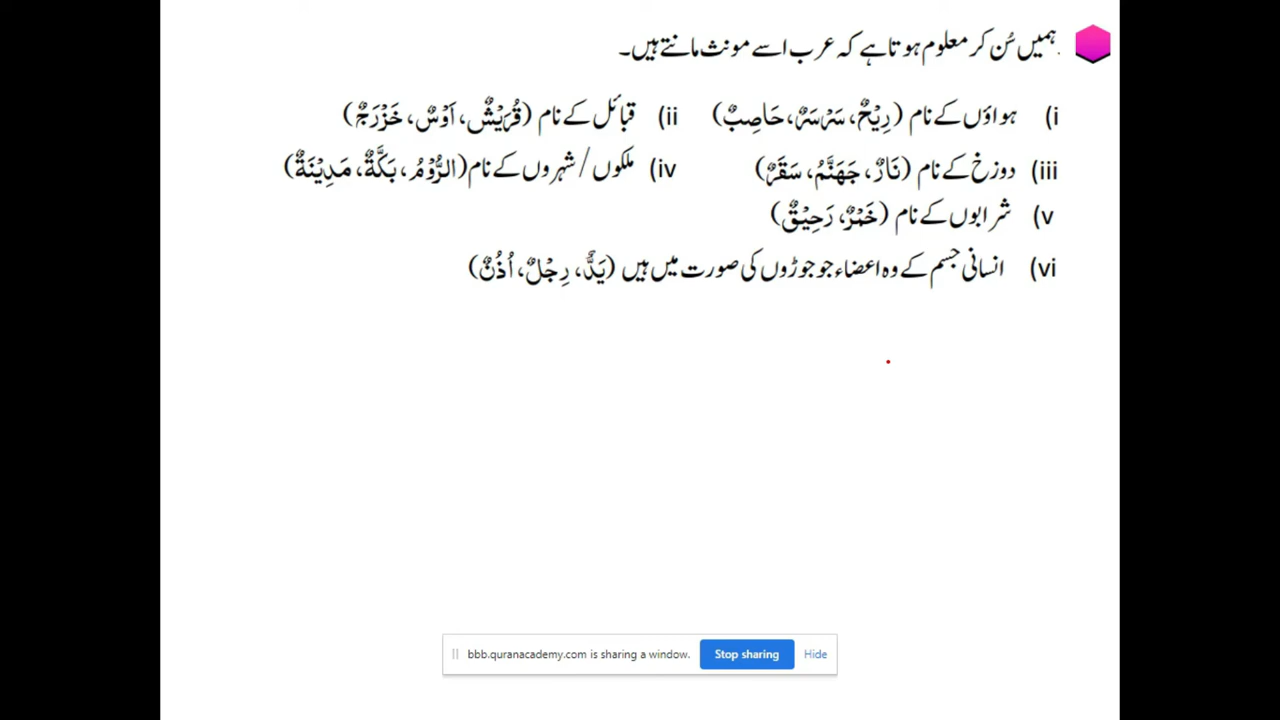 ہمیں سُن کر معلوم ہوتا ہے کہ عرب اسے مونث مانتے ہیں۔
i) ہواؤں کے نام (رِیْحٌ، سَرْسَرٌ، حَاصِبٌ) ii) قبائل کے نام (قُرَیْشٌ، اَوْسٌ، خَزْرَجٌ)
iii) دوزخ کے نام (نَارٌ، جَهَنَّمُ، سَقَرٌ) iv) ملکوں/شہروں کے نام (الرُّوْمُ، بَکَّةٌ، مَدِیْنَةٌ)
v) شرابوں کے نام (خَمْرٌ، رَحِیْقٌ)
vi) انسانی جسم کے وہ اعضاء جو جوڑوں کی صورت میں ہیں (یَدٌّ، رِجْلٌ، اُذُنٌ)
bbb.quranacademy.com is sharing a window. Stop sharing Hide